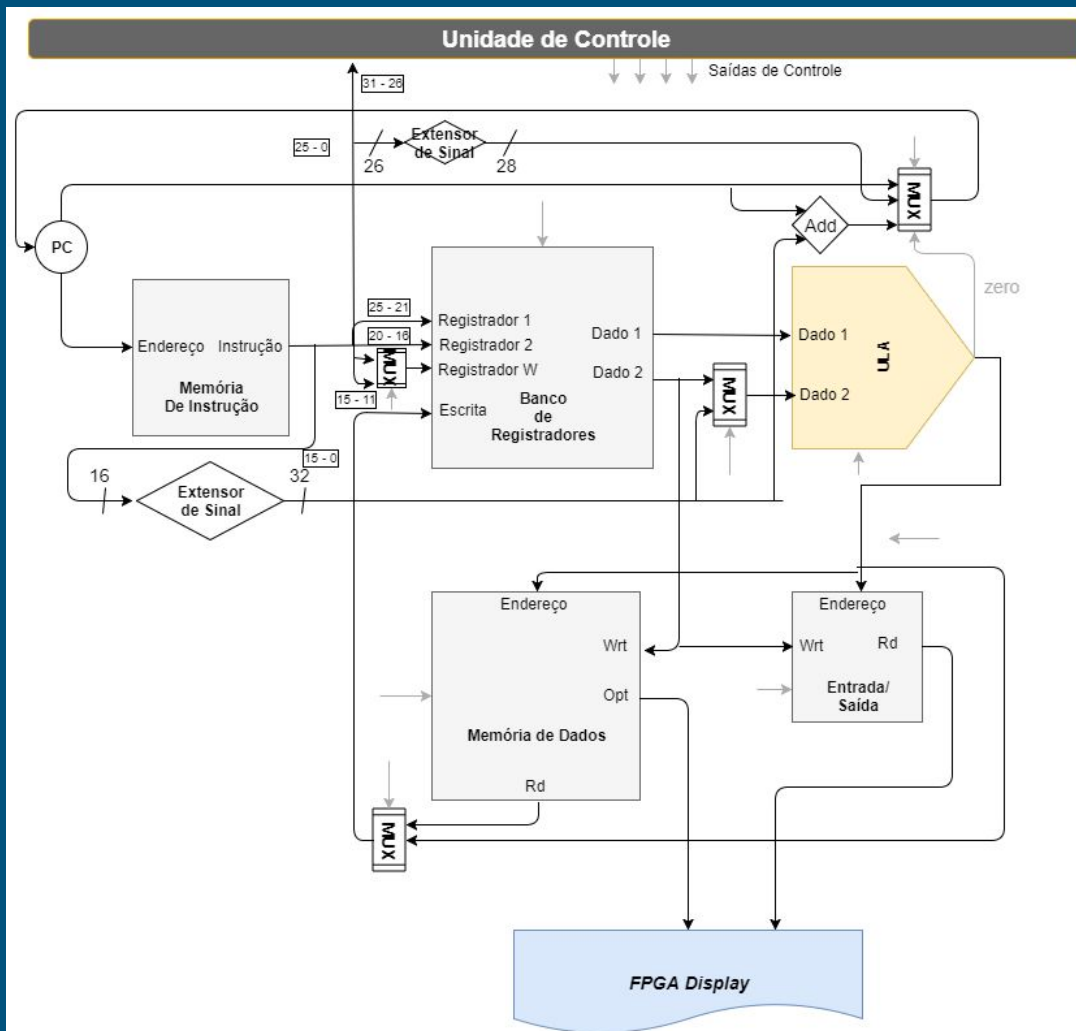 Unidade de Controle
Saídas de Controle
31 - 26
Extensor
de Sinal
25 - 0
26
28
MUX
Add
PC
zero
25 - 21
20 - 16
15 - 11
MUX
Registrador 1
Registrador 2
Registrador W
Escrita
Dado 1
Dado 2
Banco
de
Registradores
Endereço
Instrução
Memória
De Instrução
MUX
Dado 1
Dado 2
ULA
15 - 0
16
32
Extensor
de Sinal
Endereço
Wrt
Opt
Memória de Dados
Rd
Endereço
Wrt
Rd
Entrada/
Saída
MUX
FPGA Display